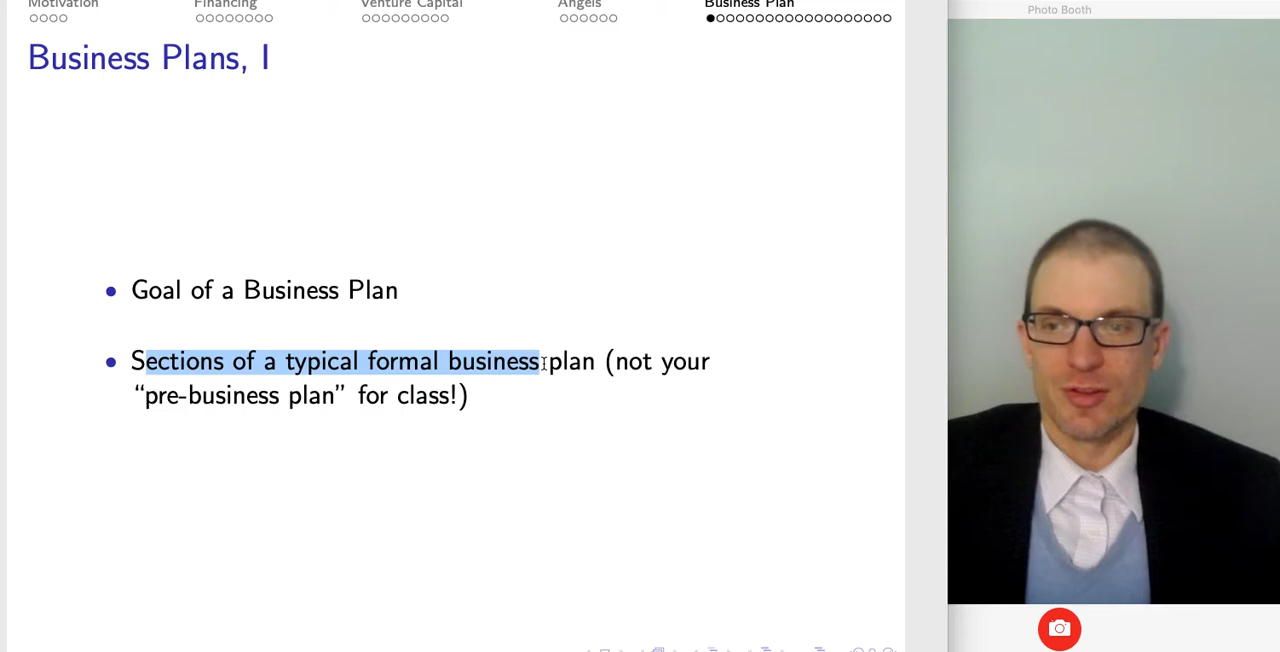 Motivation Financing Venture Capital Angels Business Plan
Photo Booth
Business Plans, I
Goal of a Business Plan
Sections of a typical formal business plan (not your
“pre-business plan” for class!)